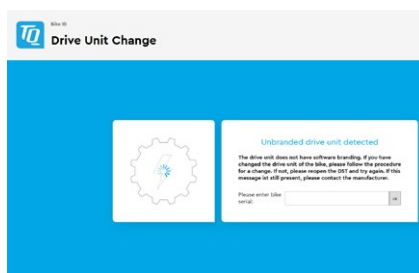 TQ
Bike ID
Drive Unit Change
Unbranded drive unit detected
The drive unit does not have software branding. If you have
changed the drive unit of the bike, please follow the procedure
for a change. If not, please reopen the DST and try again. If this
message ist still present, please contact the manufacturer.
Please enter bike
serial: